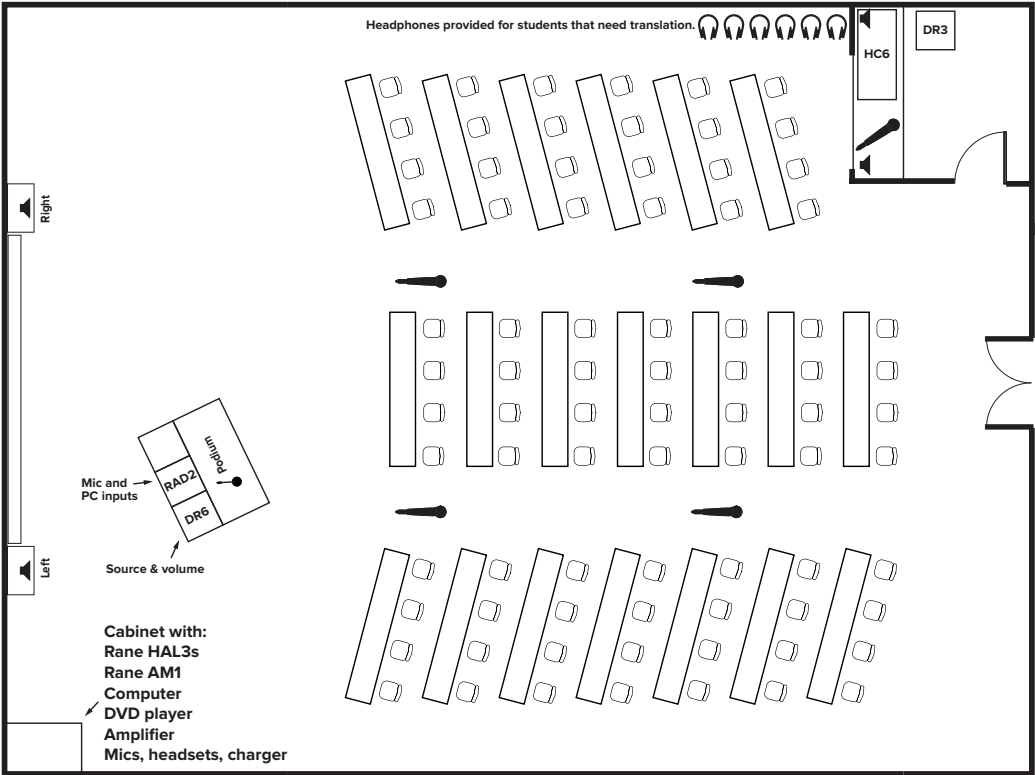 Headphones provided for students that need translation.
HC6
DR3
Right
Podium
RAD2
DR6
Mic and
PC inputs
Source & volume
Left
Cabinet with:
Rane HAL3s
Rane AM1
Computer
DVD player
Amplifier
Mics, headsets, charger